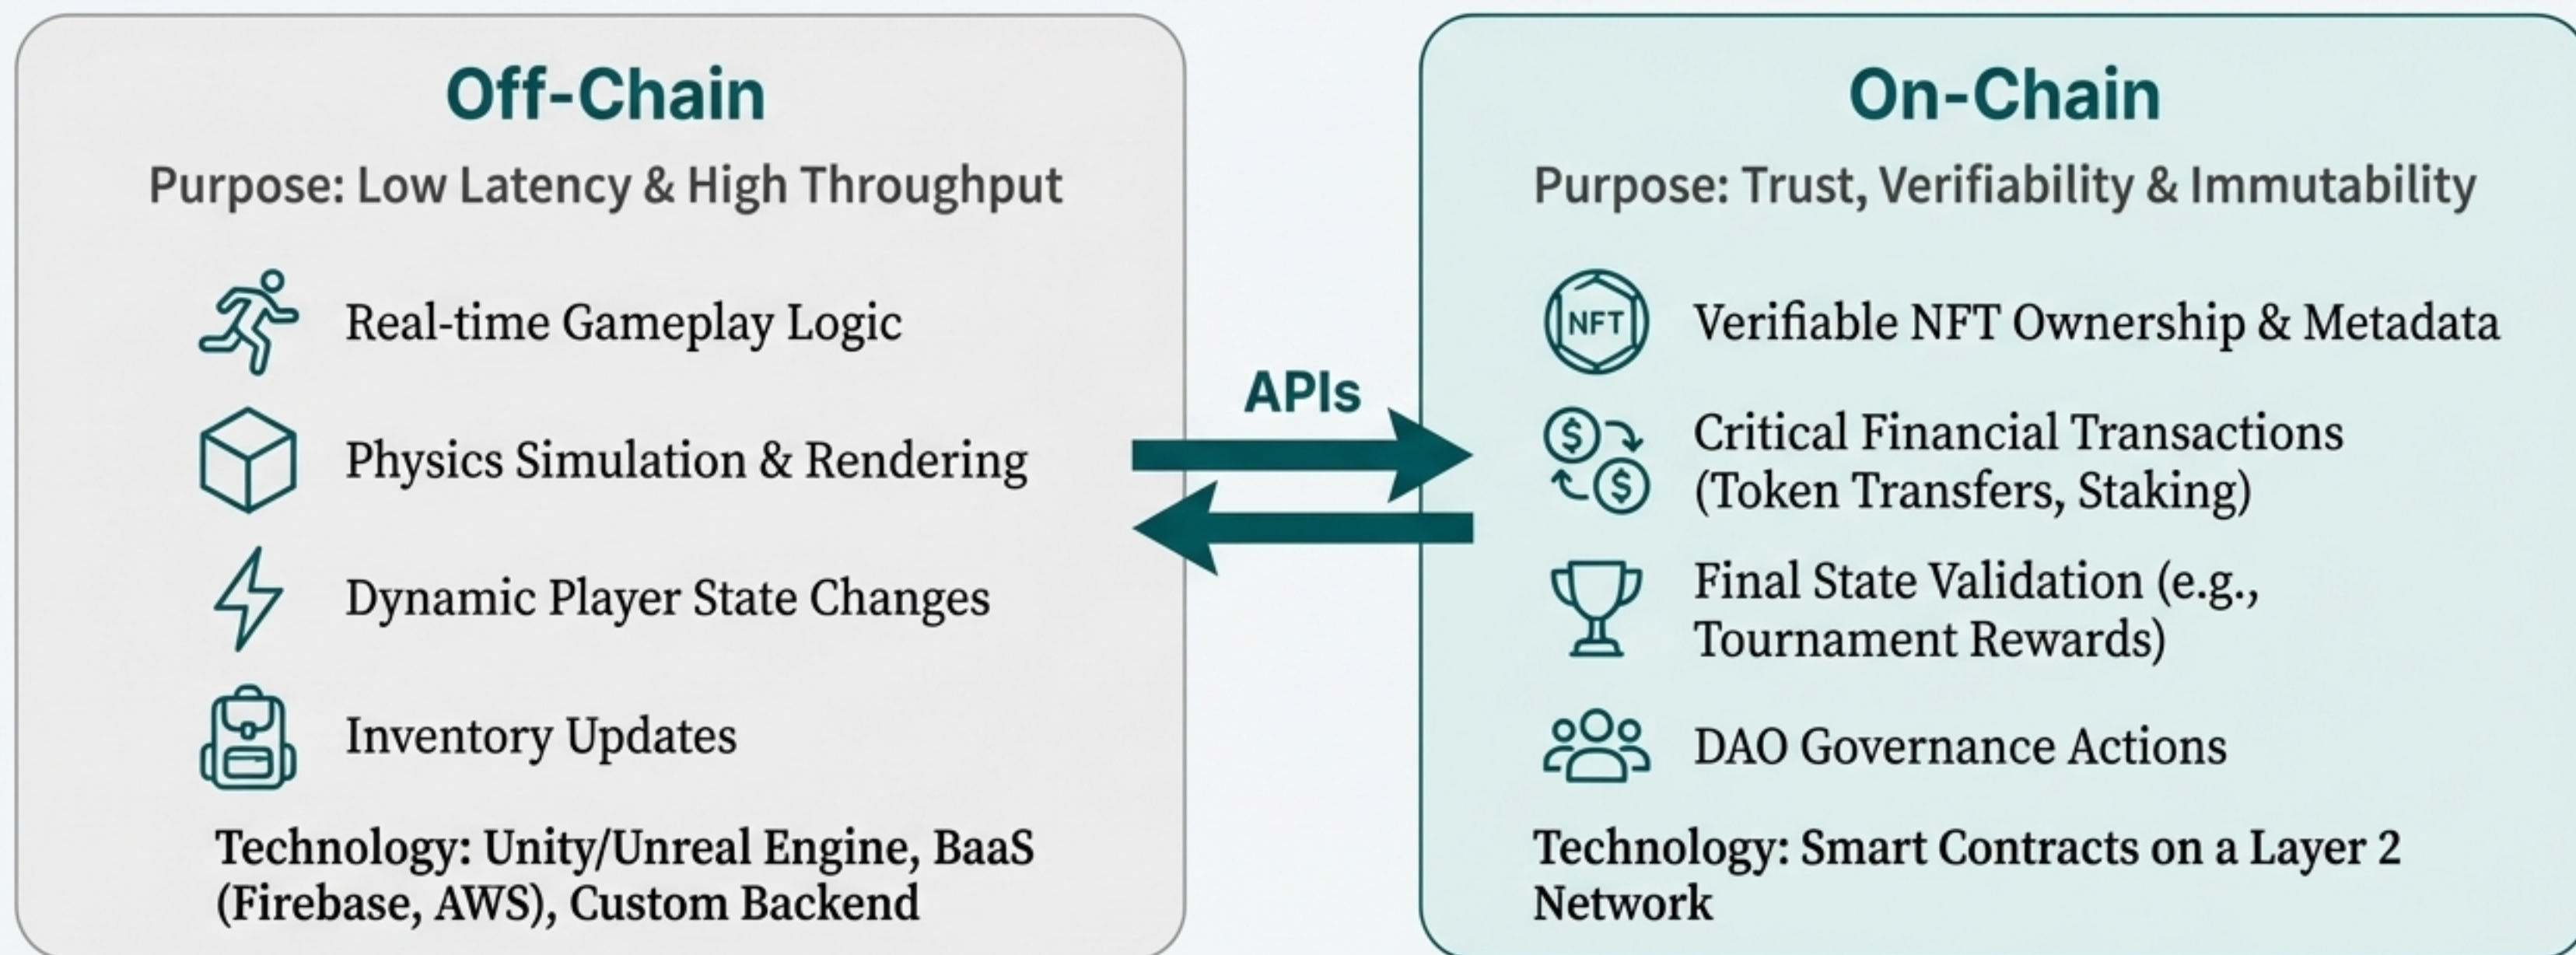 Off-Chain
Purpose: Low Latency & High Throughput
Real-time Gameplay Logic
Physics Simulation & Rendering
Dynamic Player State Changes
Inventory Updates
Technology: Unity/Unreal Engine, BaaS
(Firebase, AWS), Custom Backend
APIs
On-Chain
Purpose: Trust, Verifiability & Immutability
NFT
Verifiable NFT Ownership & Metadata
$
$
Critical Financial Transactions
(Token Transfers, Staking)
Final State Validation (e.g.,
Tournament Rewards)
DAO Governance Actions
Technology: Smart Contracts on a Layer 2
Network